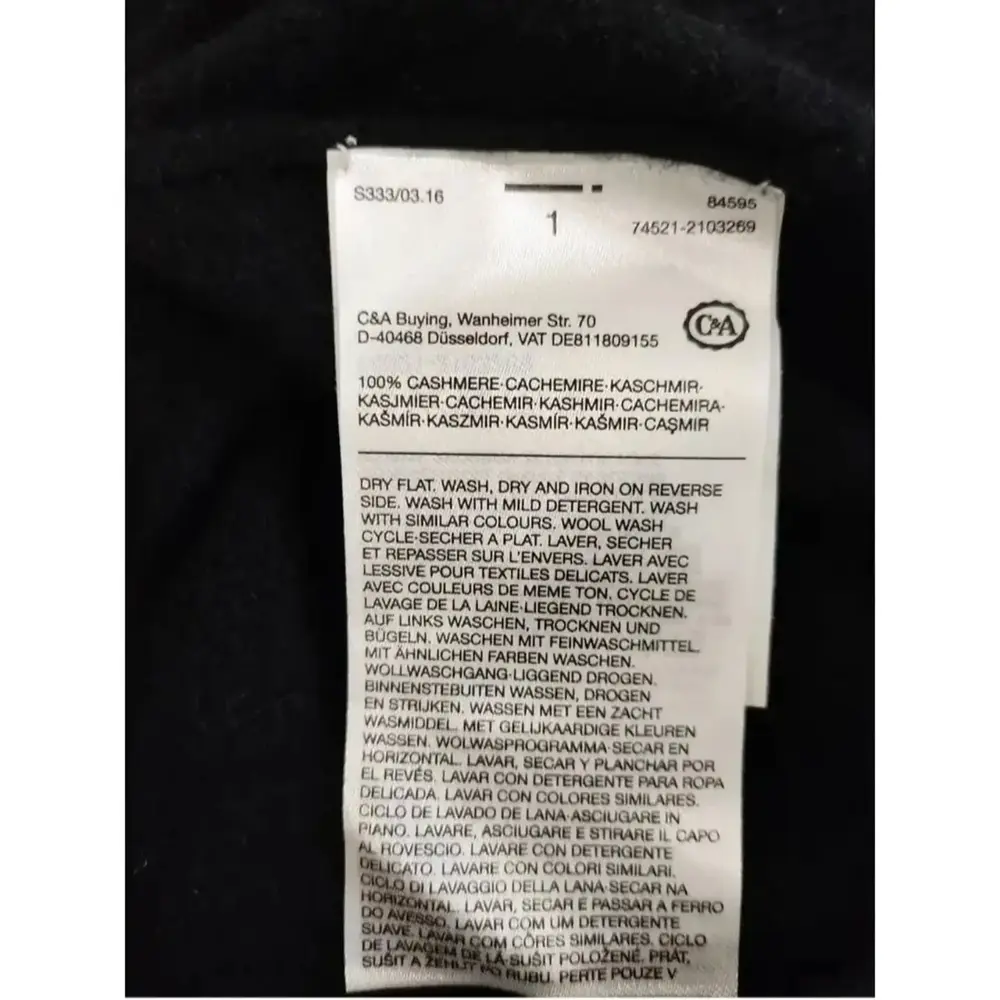 S333/03.16
1
84595
74521-2103269
C&A Buying, Wanheimer Str. 70
D-40468 Düsseldorf, VAT DE811809155
C&A
100% CASHMERE·CACHEMIRE·KASCHMIR·
KASJMIER·CACHEMIR·KASHMIR·CACHEMIRA·
KAŠMÍR·KASZMIR·KASMÍR·KAŠMIR·CAŞMIR
DRY FLAT. WASH, DRY AND IRON ON REVERSE
SIDE. WASH WITH MILD DETERGENT. WASH
WITH SIMILAR COLOURS. WOOL WASH
CYCLE·SECHER A PLAT. LAVER, SECHER
ET REPASSER SUR L'ENVERS. LAVER AVEC
LESSIVE POUR TEXTILES DELICATS. LAVER
AVEC COULEURS DE MEME TON. CYCLE DE
LAVAGE DE LA LAINE·LIEGEND TROCKNEN.
AUF LINKS WASCHEN, TROCKNEN UND
BÜGELN. WASCHEN MIT FEINWASCHMITTEL.
MIT ÄHNLICHEN FARBEN WASCHEN.
WOLLWASCHGANG·LIGGEND DROGEN.
BINNENSTEBUITEN WASSEN, DROGEN
EN STRIJKEN. WASSEN MET EEN ZACHT
WASMIDDEL. MET GELIJKAARDIGE KLEUREN
WASSEN. WOLWASPROGRAMMA·SECAR EN
HORIZONTAL. LAVAR, SECAR Y PLANCHAR POR
EL REVÉS. LAVAR CON DETERGENTE PARA ROPA
DELICADA. LAVAR CON COLORES SIMILARES.
CICLO DE LAVADO DE LANA·ASCIUGARE IN
PIANO. LAVARE, ASCIUGARE E STIRARE IL CAPO
AL ROVESCIO. LAVARE CON DETERGENTE
DELICATO. LAVARE CON COLORI SIMILARI.
CICLO DI LAVAGGIO DELLA LANA·SECAR NA
HORIZONTAL. LAVAR, SECAR E PASSAR A FERRO
DO AVESSO. LAVAR COM UM DETERGENTE
SUAVE. LAVAR COM CÔRES SIMILARES. CICLO
DE LAVAGEM DE LÃ·SUŠIT POLOŽENÉ. PRÁT,
SUŠIT A ŽEHLIT PO RUBU. PERTE POUZE V